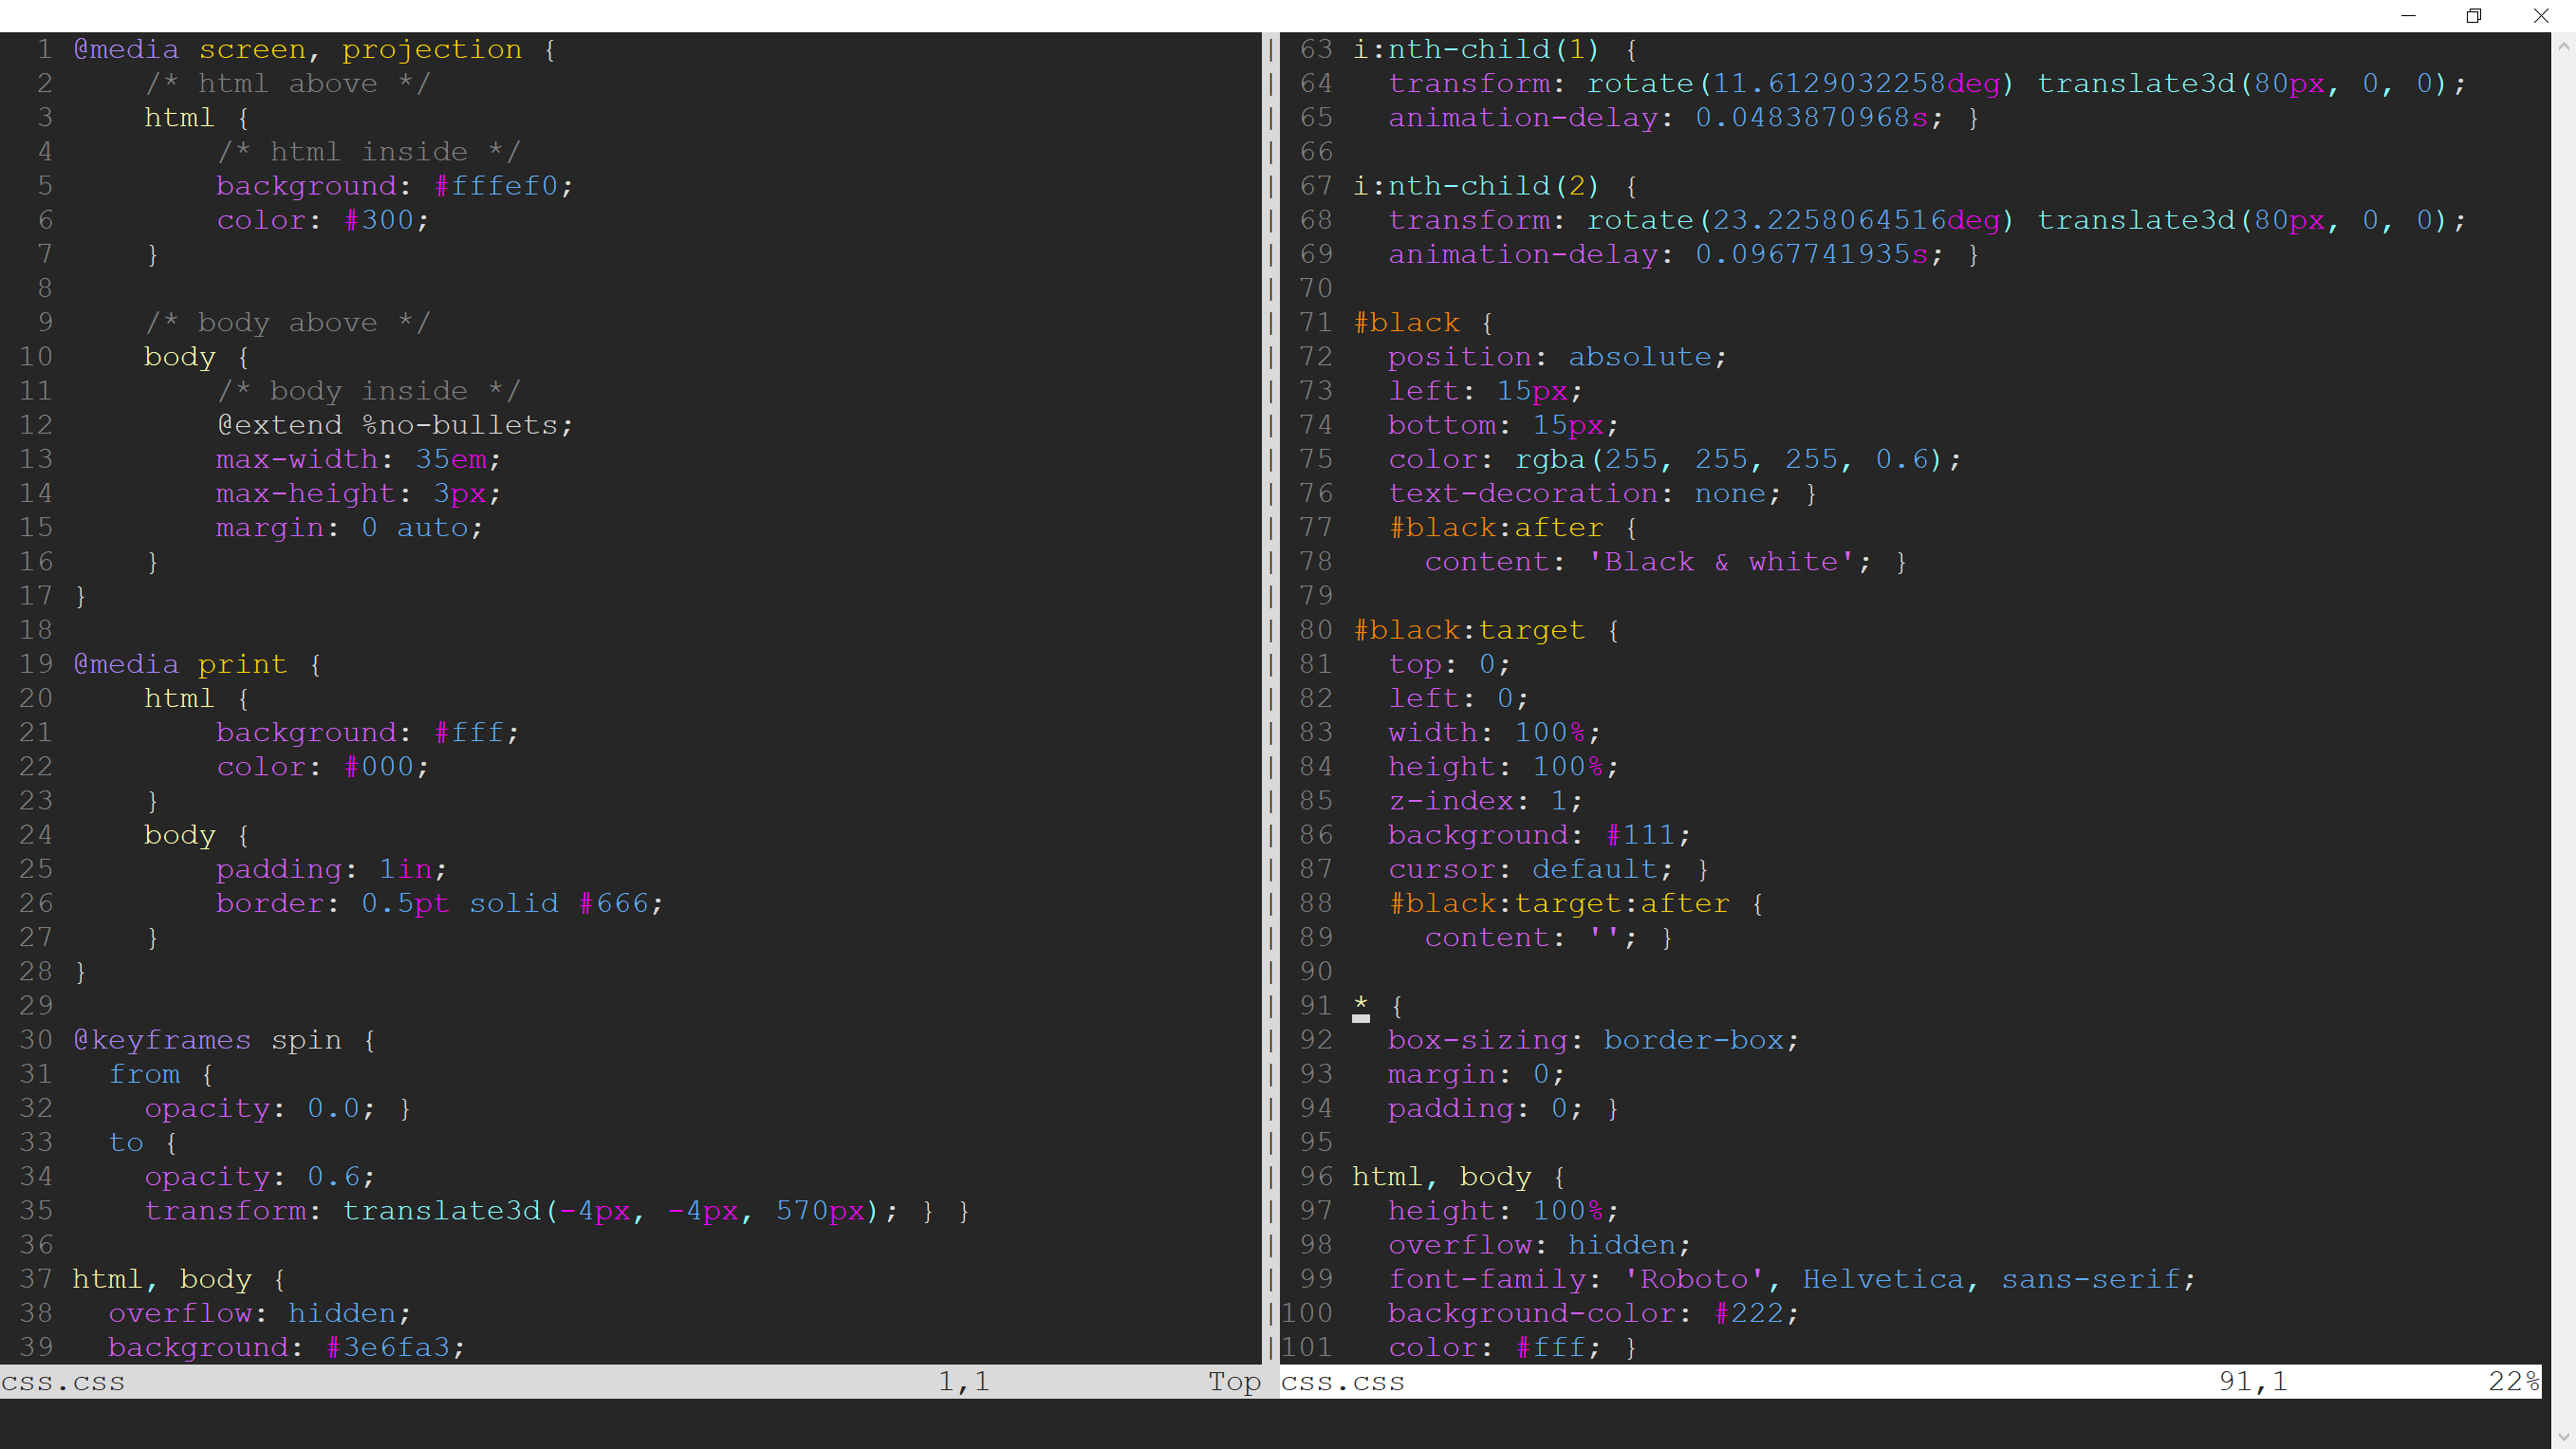 1 @media screen, projection {
2     /* html above */
3     html {
4         /* html inside */
5         background: #fffef0;
6         color: #300;
7     }
8
9     /* body above */
10     body {
11         /* body inside */
12         @extend %no-bullets;
13         max-width: 35em;
14         max-height: 3px;
15         margin: 0 auto;
16     }
17 }
18
19 @media print {
20     html {
21         background: #fff;
22         color: #000;
23     }
24     body {
25         padding: 1in;
26         border: 0.5pt solid #666;
27     }
28 }
29
30 @keyframes spin {
31   from {
32     opacity: 0.0; }
33   to {
34     opacity: 0.6;
35     transform: translate3d(-4px, -4px, 570px); } }
36
37 html, body {
38   overflow: hidden;
39   background: #3e6fa3;
css.css 1,1 Top
63 i:nth-child(1) {
64   transform: rotate(11.6129032258deg) translate3d(80px, 0, 0);
65   animation-delay: 0.0483870968s; }
66
67 i:nth-child(2) {
68   transform: rotate(23.2258064516deg) translate3d(80px, 0, 0);
69   animation-delay: 0.0967741935s; }
70
71 #black {
72   position: absolute;
73   left: 15px;
74   bottom: 15px;
75   color: rgba(255, 255, 255, 0.6);
76   text-decoration: none; }
77   #black:after {
78     content: 'Black & white'; }
79
80 #black:target {
81   top: 0;
82   left: 0;
83   width: 100%;
84   height: 100%;
85   z-index: 1;
86   background: #111;
87   cursor: default; }
88   #black:target:after {
89     content: ''; }
90
91 * {
92   box-sizing: border-box;
93   margin: 0;
94   padding: 0; }
95
96 html, body {
97   height: 100%;
98   overflow: hidden;
99   font-family: 'Roboto', Helvetica, sans-serif;
100   background-color: #222;
101   color: #fff; }
css.css 91,1 22%